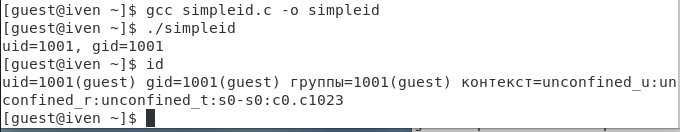 [guest@iven ~]$ gcc simpleid.c -o simpleid
[guest@iven ~]$ ./simpleid
uid=1001, gid=1001
[guest@iven ~]$ id
uid=1001(guest) gid=1001(guest) группы=1001(guest) контекст=unconfined_u:un
confined_r:unconfined_t:s0-s0:c0.c1023
[guest@iven ~]$